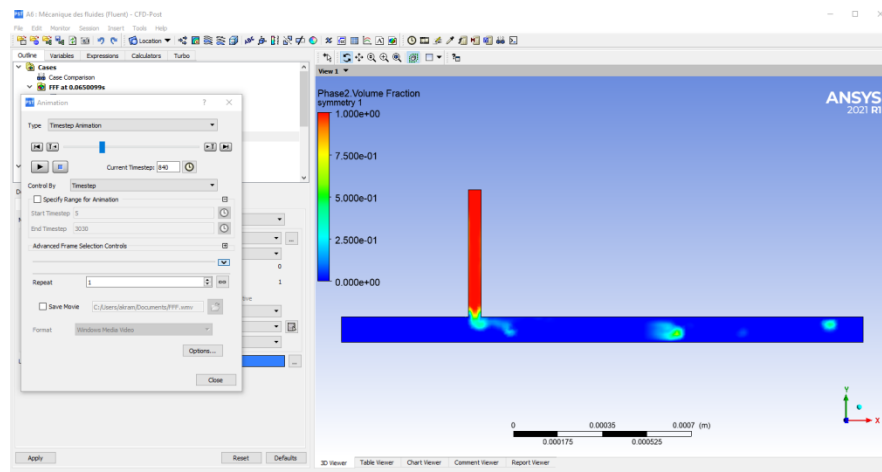 A6 : Mécanique des fluides (Fluent) - CFD-Post
File Edit Monitor Session Insert Tools Help
Location
Outline Variables Expressions Calculators Turbo
Cases
Case Comparison
FFF at 0.0650099s
Animation
Type Timestep Animation
Current Timestep: 840
Control By Timestep
Specify Range for Animation
Start Timestep 5
End Timestep 3030
Advanced Frame Selection Controls
Repeat 1
Save Movie C:/Users/akram/Documents/FFF.wmv
Format Windows Media Video
Options...
Close
0
1
Apply Reset Defaults
View 1
Phase2.Volume Fraction
symmetry 1
1.000e+00
7.500e-01
5.000e-01
2.500e-01
0.000e+00
ANSYS
2021 R1
0 0.00035 0.0007 (m)
0.000175 0.000525
Y
X
3D Viewer Table Viewer Chart Viewer Comment Viewer Report Viewer